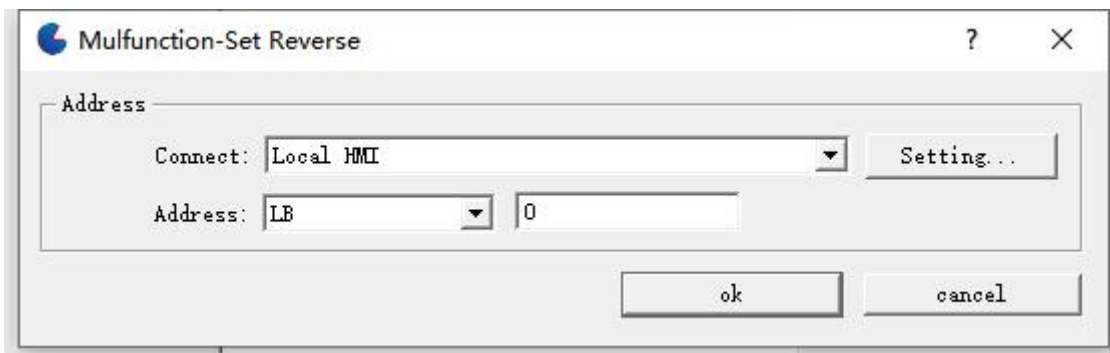 Mulfunction-Set Reverse ? ×
Address
Connect: Local HMI Setting...
Address: LB 0
ok cancel